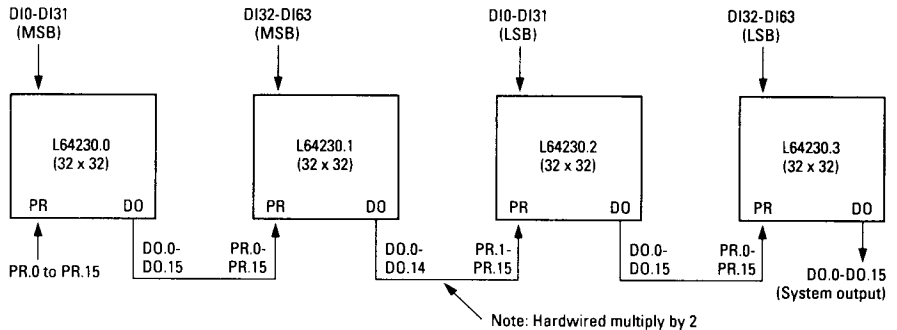 DI0-DI31
(MSB)
DI32-DI63
(MSB)
DI0-DI31
(LSB)
DI32-DI63
(LSB)
L64230.0
(32 x 32)
PR
DO
L64230.1
(32 x 32)
PR
DO
L64230.2
(32 x 32)
PR
DO
L64230.3
(32 x 32)
PR
DO
PR.0 to PR.15
DO.0-
DO.15
PR.0-
PR.15
DO.0-
DO.14
PR.1-
PR.15
DO.0-
DO.15
PR.0-
PR.15
DO.0-DO.15
(System output)
Note: Hardwired multiply by 2